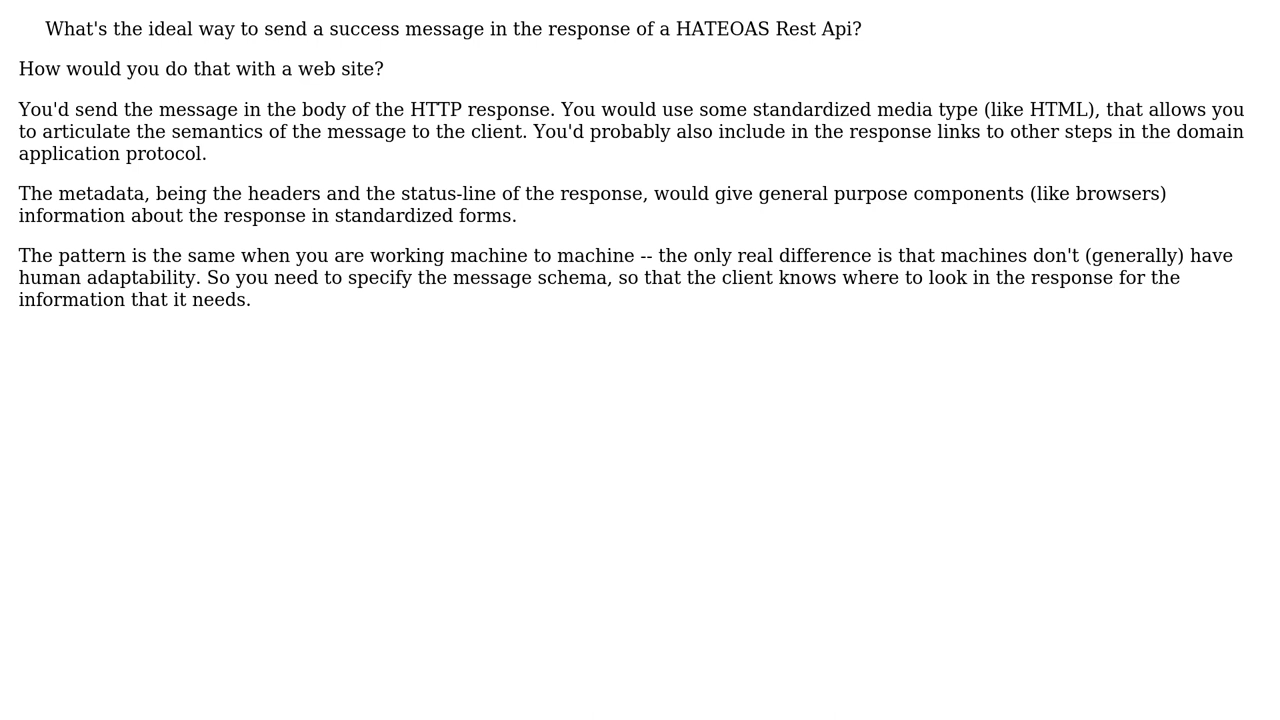 What's the ideal way to send a success message in the response of a HATEOAS Rest Api?
How would you do that with a web site?
You'd send the message in the body of the HTTP response. You would use some standardized media type (like HTML), that allows you
to articulate the semantics of the message to the client. You'd probably also include in the response links to other steps in the domain
application protocol.
The metadata, being the headers and the status-line of the response, would give general purpose components (like browsers)
information about the response in standardized forms.
The pattern is the same when you are working machine to machine -- the only real difference is that machines don't (generally) have
human adaptability. So you need to specify the message schema, so that the client knows where to look in the response for the
information that it needs.